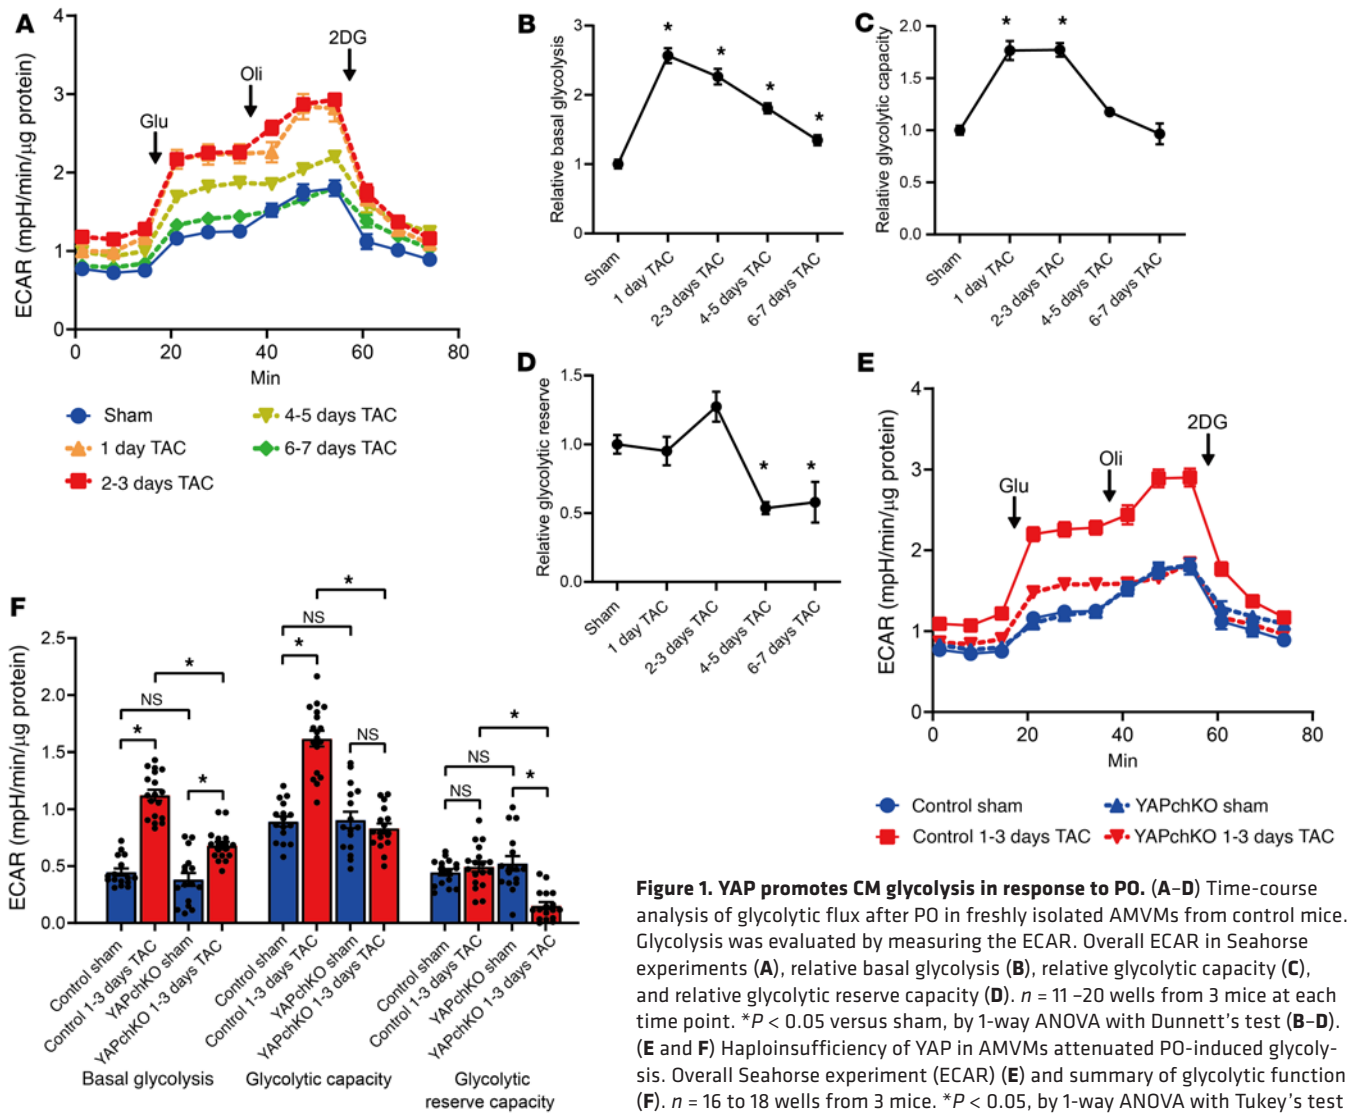 A
ECAR (mpH/min/μg protein)
4
3
2
1
0
Glu
Oli
2DG
0 20 40 60 80
Min
Sham
1 day TAC
2-3 days TAC
4-5 days TAC
6-7 days TAC
B
Relative basal glycolysis
3
2
1
0
* * * *
Sham
1 day TAC
2-3 days TAC
4-5 days TAC
6-7 days TAC
C
Relative glycolytic capacity
2.0
1.5
1.0
0.5
0.0
* *
Sham
1 day TAC
2-3 days TAC
4-5 days TAC
6-7 days TAC
D
Relative glycolytic reserve
1.5
1.0
0.5
0.0
* *
Sham
1 day TAC
2-3 days TAC
4-5 days TAC
6-7 days TAC
E
ECAR (mpH/min/μg protein)
4
3
2
1
0
Glu
Oli
2DG
0 20 40 60 80
Min
Control sham
Control 1-3 days TAC
YAPchKO sham
YAPchKO 1-3 days TAC
F
ECAR (mpH/min/μg protein)
2.5
2.0
1.5
1.0
0.5
0.0
*
NS
*
*
*
NS
*
NS
*
NS
*
NS
Control sham
Control 1-3 days TAC
YAPchKO sham
YAPchKO 1-3 days TAC
Basal glycolysis
Control sham
Control 1-3 days TAC
YAPchKO sham
YAPchKO 1-3 days TAC
Glycolytic capacity
Control sham
Control 1-3 days TAC
YAPchKO sham
YAPchKO 1-3 days TAC
Glycolytic
reserve capacity
Figure 1. YAP promotes CM glycolysis in response to PO. (A–D) Time-course
analysis of glycolytic flux after PO in freshly isolated AMVMs from control mice.
Glycolysis was evaluated by measuring the ECAR. Overall ECAR in Seahorse
experiments (A), relative basal glycolysis (B), relative glycolytic capacity (C),
and relative glycolytic reserve capacity (D). n = 11 –20 wells from 3 mice at each
time point. *P < 0.05 versus sham, by 1-way ANOVA with Dunnett's test (B–D).
(E and F) Haploinsufficiency of YAP in AMVMs attenuated PO-induced glycoly-
sis. Overall Seahorse experiment (ECAR) (E) and summary of glycolytic function
(F). n = 16 to 18 wells from 3 mice. *P < 0.05, by 1-way ANOVA with Tukey's test